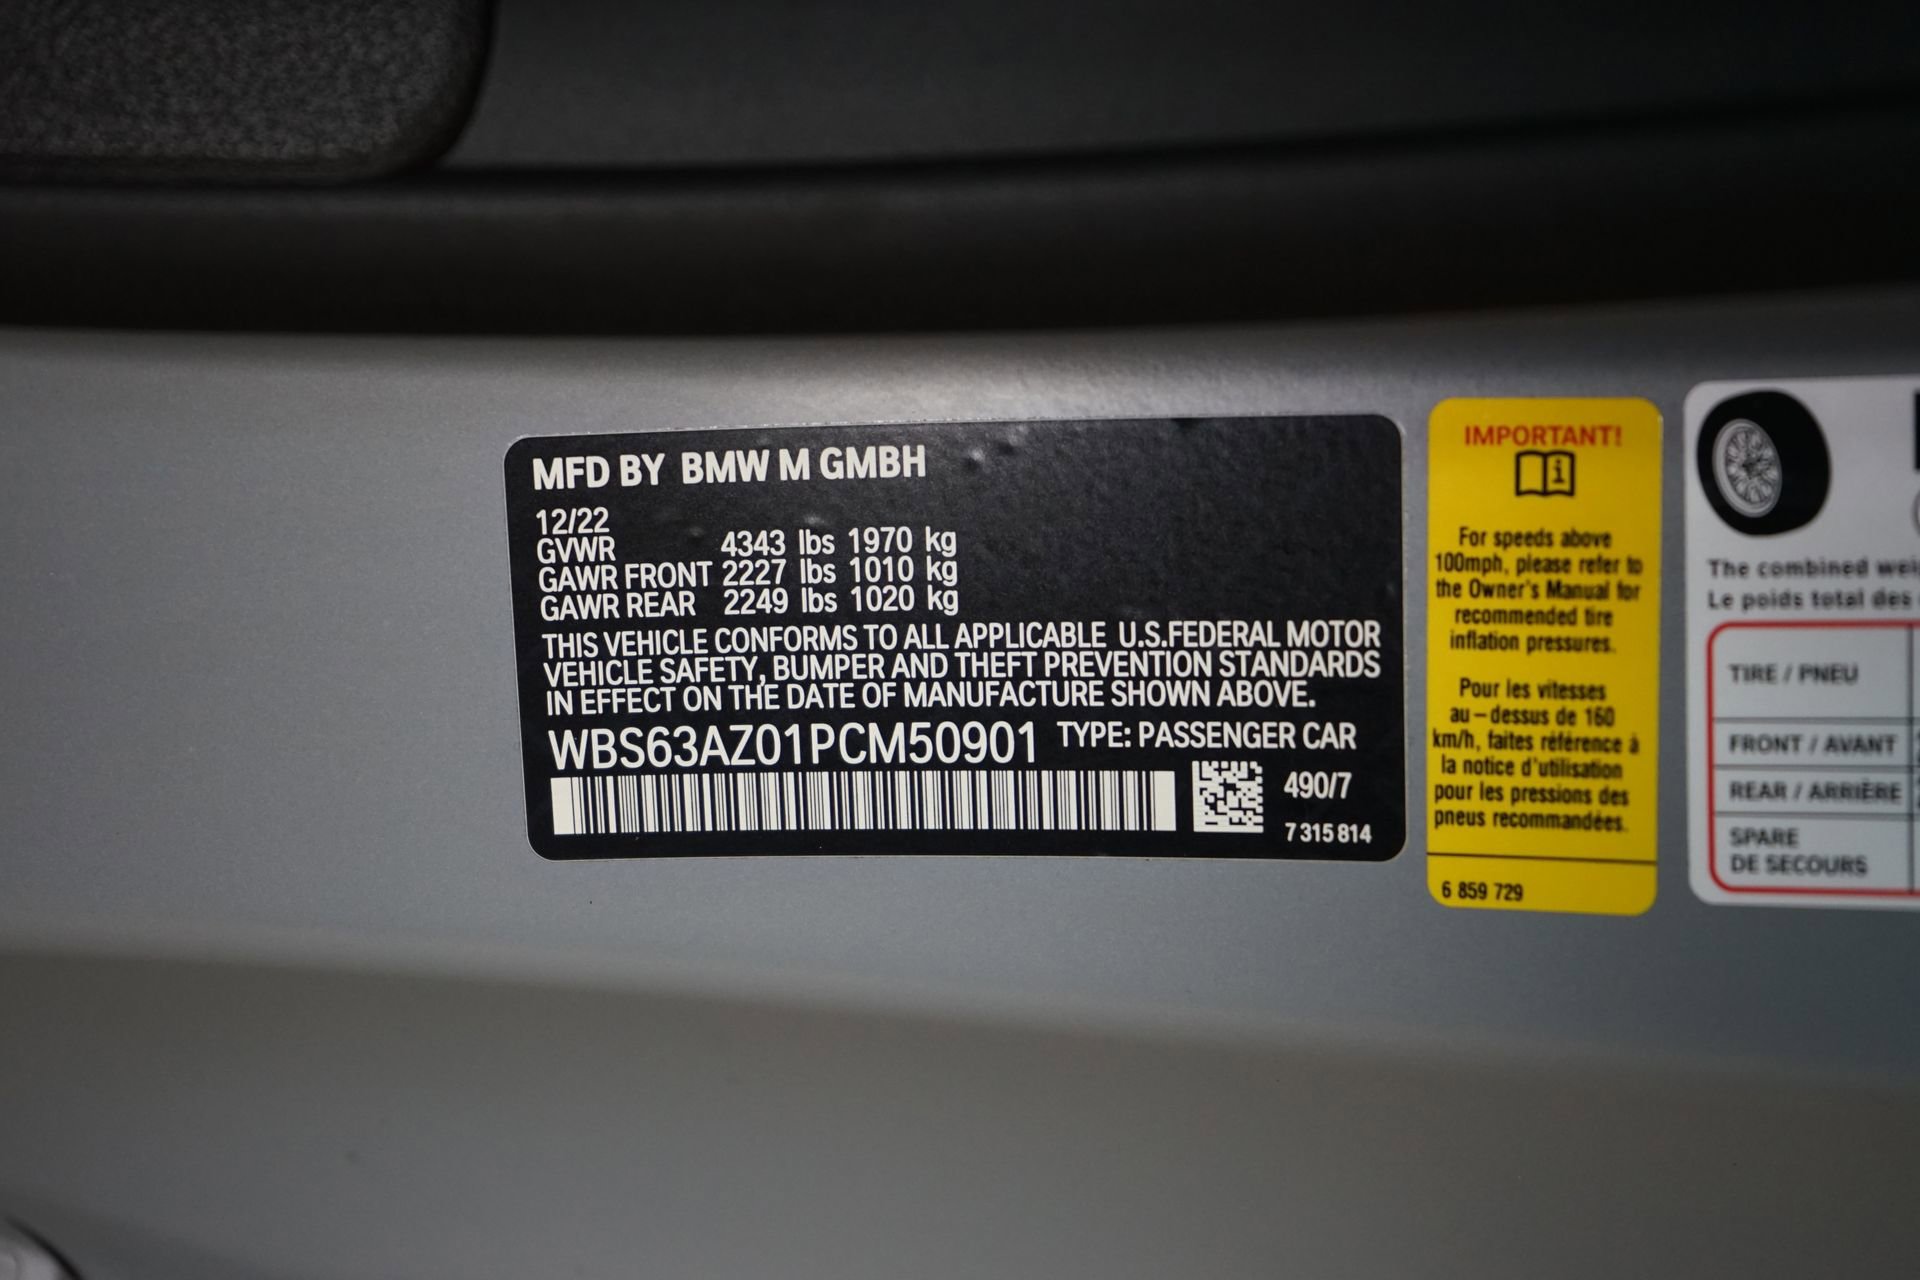 MFD BY BMW M GMBH
12/22
GVWR 4343 lbs 1970 kg
GAWR FRONT 2227 lbs 1010 kg
GAWR REAR 2249 lbs 1020 kg
THIS VEHICLE CONFORMS TO ALL APPLICABLE U.S.FEDERAL MOTOR
VEHICLE SAFETY, BUMPER AND THEFT PREVENTION STANDARDS
IN EFFECT ON THE DATE OF MANUFACTURE SHOWN ABOVE.
WBS63AZ01PCM50901 TYPE: PASSENGER CAR
490/7
7 315 814
IMPORTANT!
For speeds above
100mph, please refer to
the Owner's Manual for
recommended tire
inflation pressures.
Pour les vitesses
au-dessus de 160
km/h, faites référence à
la notice d'utilisation
pour les pressions des
pneus recommandées.
6 859 729
The combined
Le poids total des
TIRE / PNEU
FRONT / AVANT
REAR / ARRIÈRE
SPARE
DE SECOURS